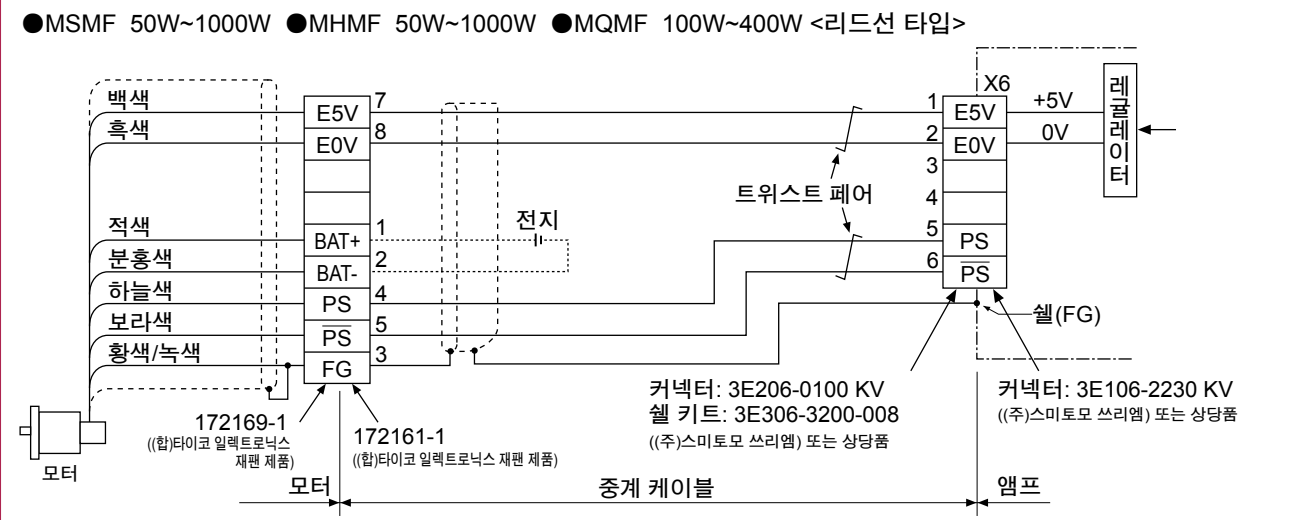 ●MSMF 50W~1000W ●MHMF 50W~1000W ●MQMF 100W~400W <리드선 타입>
X6
백색
E5V
7
1
E5V
+5V
레귤레이터
흑색
E0V
8
2
E0V
0V
3
4
트위스트 페어
적색
BAT+
1
전지
5
PS
분홍색
BAT-
2
6
P̅S̅
하늘색
PS
4
보라색
P̅S̅
5
쉘(FG)
황색/녹색
FG
3
모터
172169-1
((합)타이코 일렉트로닉스
재팬 제품)
172161-1
((합)타이코 일렉트로닉스 재팬 제품)
커넥터: 3E206-0100 KV
쉘 키트: 3E306-3200-008
((주)스미토모 쓰리엠) 또는 상당품
커넥터: 3E106-2230 KV
((주)스미토모 쓰리엠) 또는 상당품
모터
중계 케이블
앰프